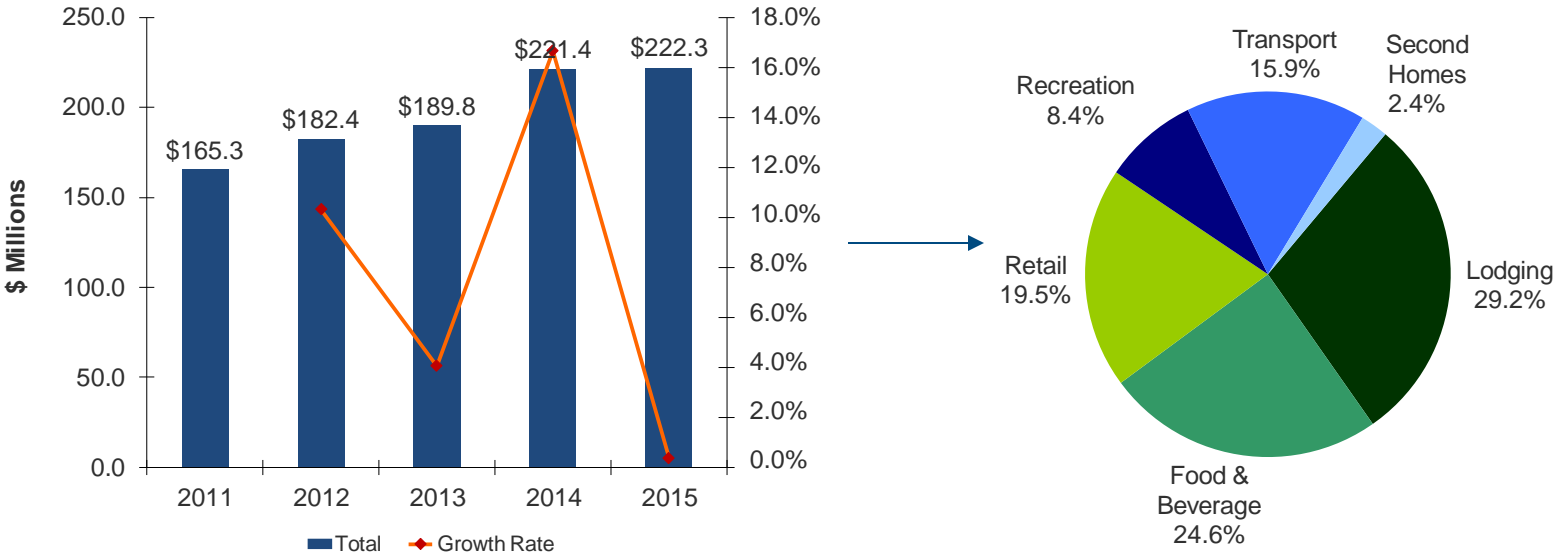 $ Millions
250.0
200.0
150.0
100.0
50.0
0.0
$165.3
$182.4
$189.8
$221.4
$222.3
18.0%
16.0%
14.0%
12.0%
10.0%
8.0%
6.0%
4.0%
2.0%
0.0%
2011
2012
2013
2014
2015
Total
Growth Rate
Transport
15.9%
Second
Homes
2.4%
Recreation
8.4%
Retail
19.5%
Lodging
29.2%
Food &
Beverage
24.6%